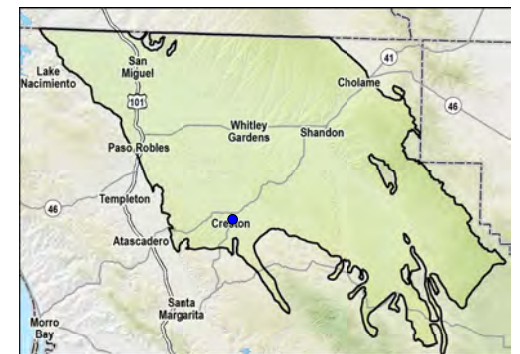 San
Miguel
Lake
Nacimiento
41
Cholame
101
46
Whitley
Gardens
Shandon
Paso Robles
Templeton
46
Creston
Atascadero
Santa
Margarita
Morro
Bay